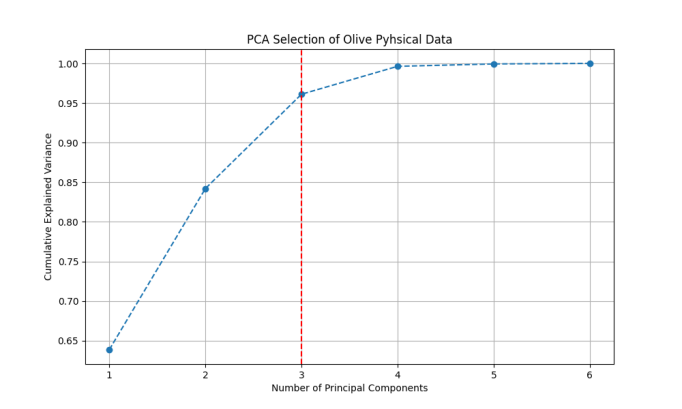 PCA Selection of Olive Pyhsical Data
1.00
0.95
0.90
0.85
0.80
0.75
0.70
0.65
Cumulative Explained Variance
1 2 3 4 5 6
Number of Principal Components